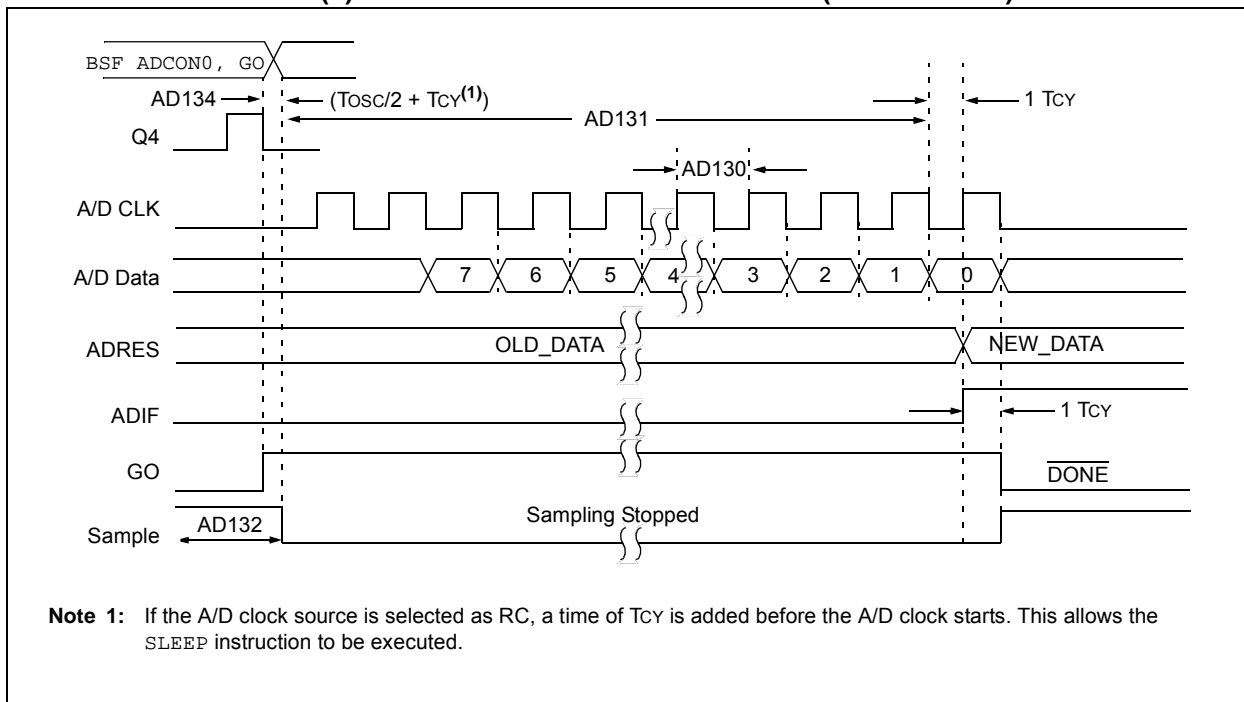 BSF ADCON0, GO
AD134 (TOSC/2 + TCY(1)) 1 TCY
AD131
Q4
AD130
A/D CLK
A/D Data 7 6 5 4 3 2 1 0
ADRES OLD_DATA NEW_DATA
ADIF 1 TCY
GO DONE
Sample AD132 Sampling Stopped
Note 1: If the A/D clock source is selected as RC, a time of TCY is added before the A/D clock starts. This allows the
SLEEP instruction to be executed.